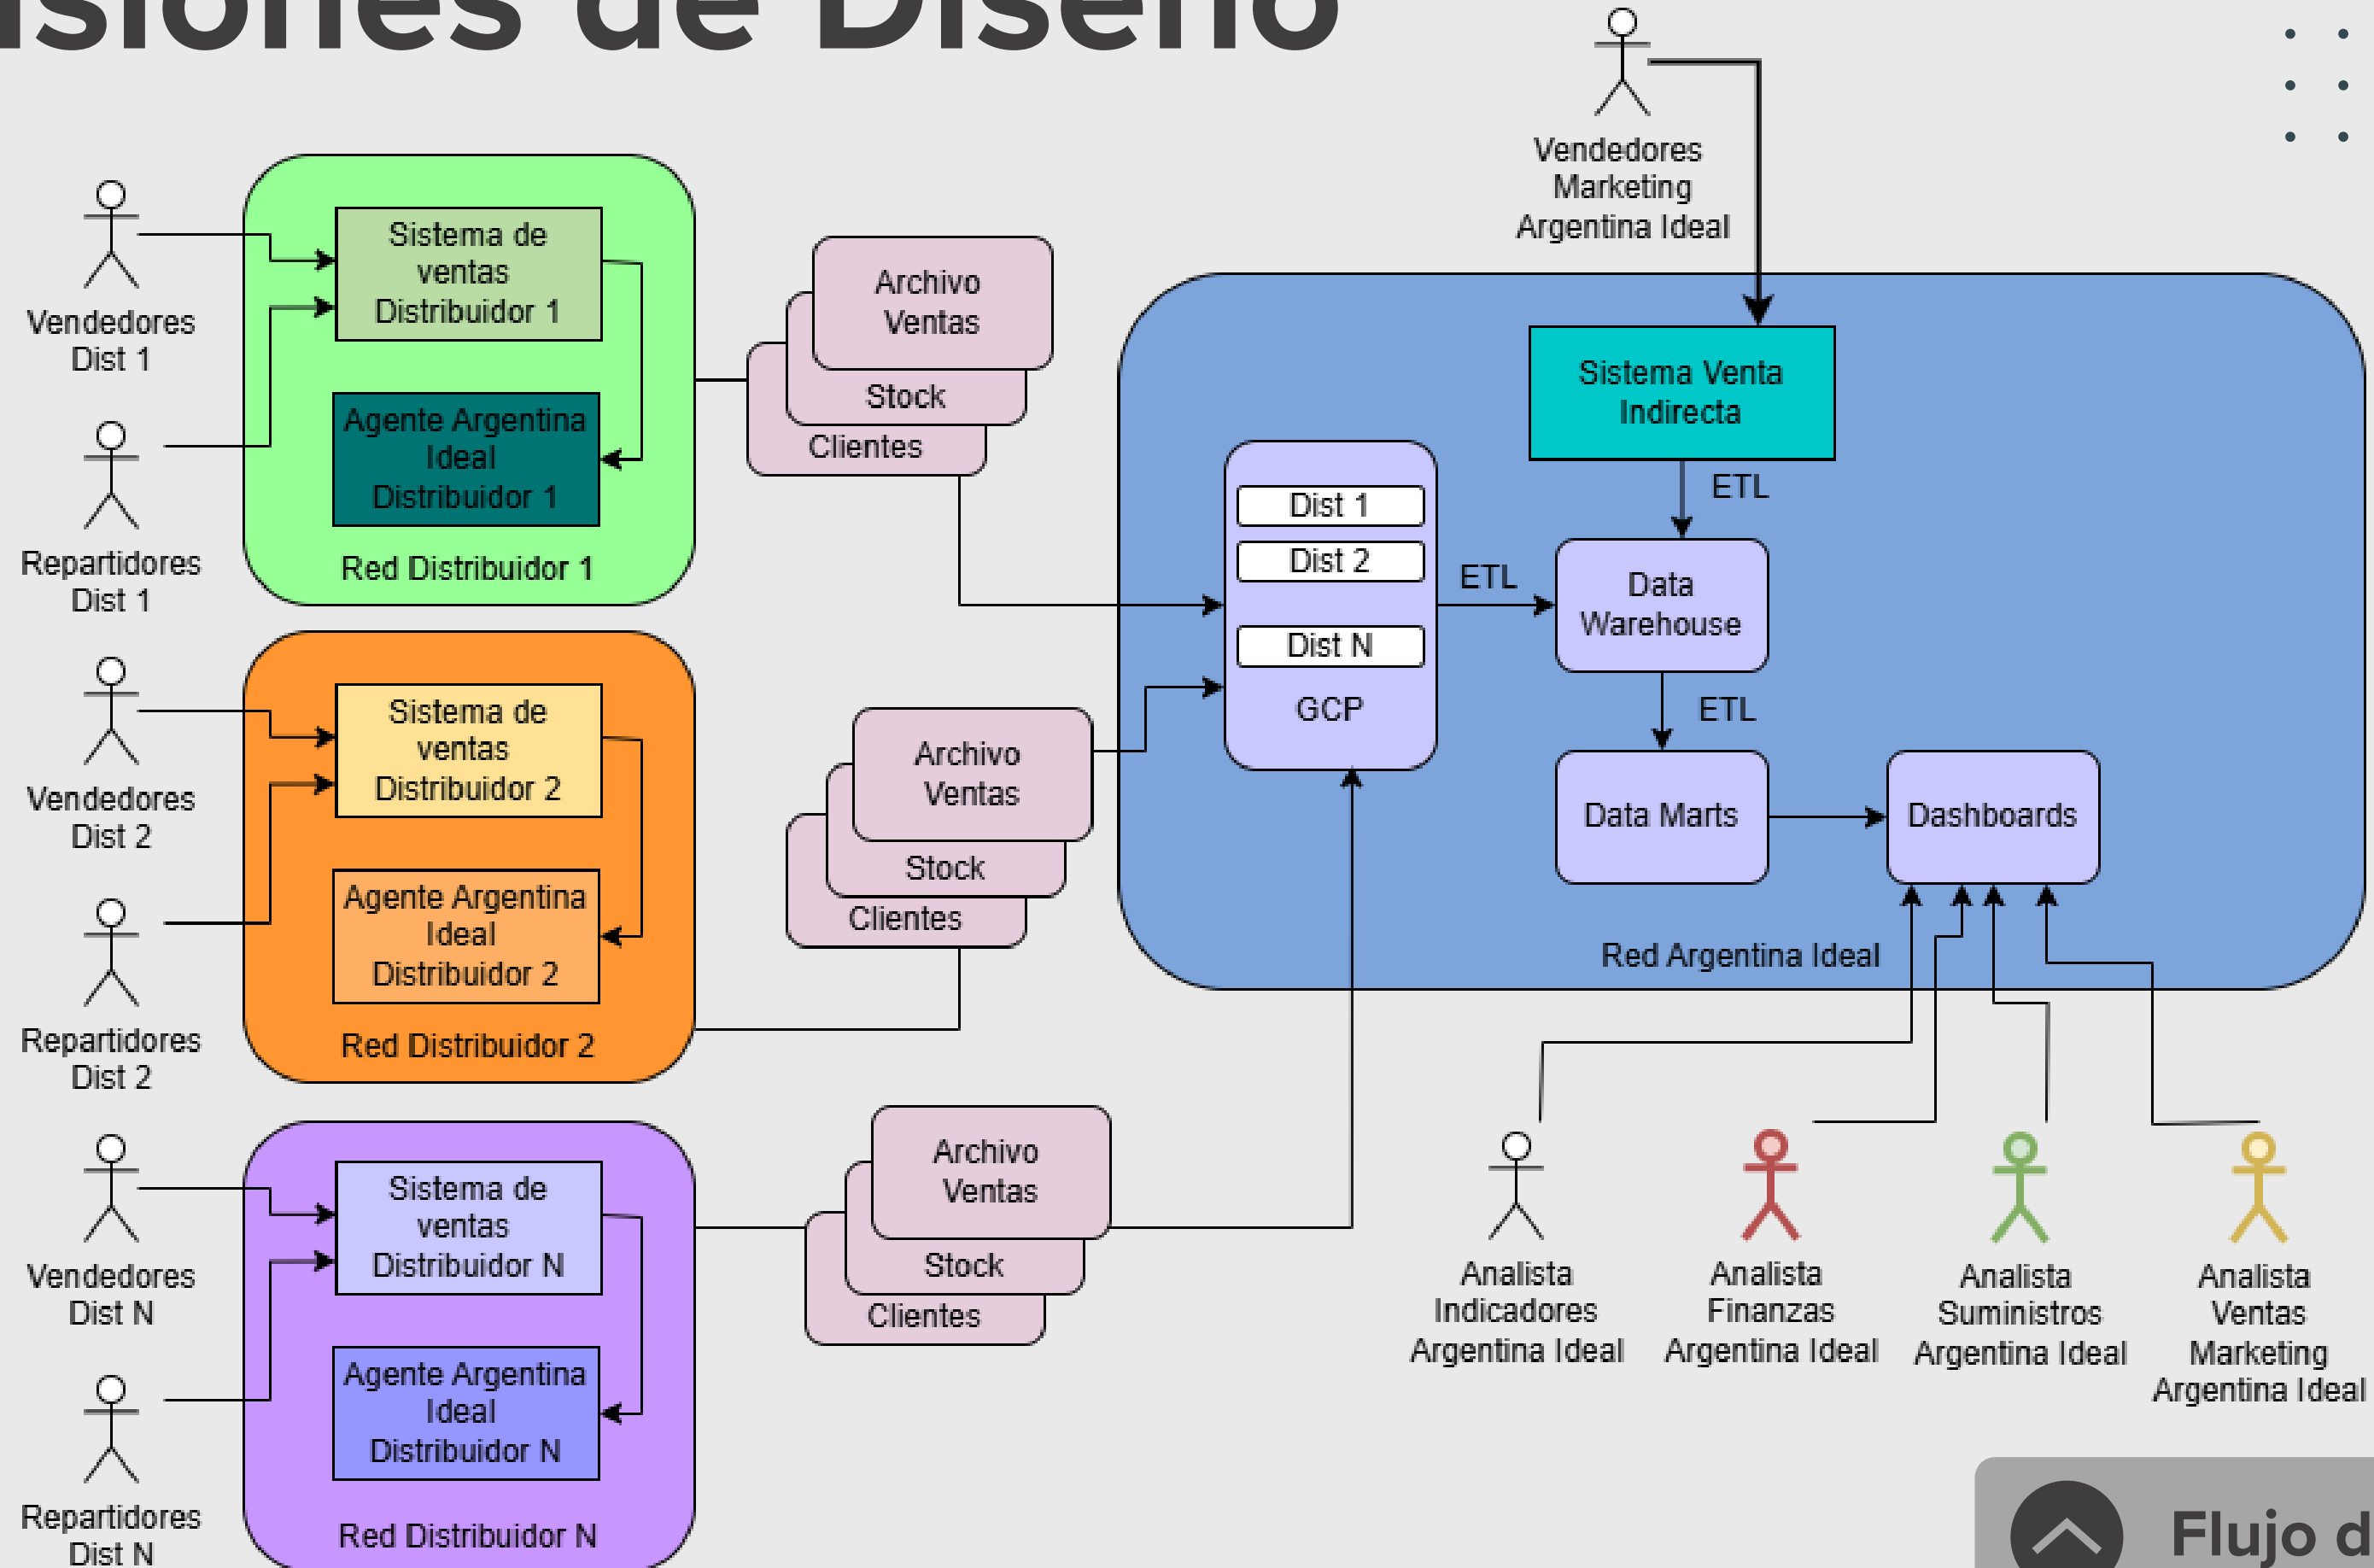 de Diseño
Vendedores
Marketing
Argentina Ideal
Vendedores
Dist 1
Repartidores
Dist 1
Sistema de
ventas
Distribuidor 1
Agente Argentina
Ideal
Distribuidor 1
Red Distribuidor 1
Archivo
Ventas
Stock
Clientes
Vendedores
Dist 2
Repartidores
Dist 2
Sistema de
ventas
Distribuidor 2
Agente Argentina
Ideal
Distribuidor 2
Red Distribuidor 2
Archivo
Ventas
Stock
Clientes
Vendedores
Dist N
Repartidores
Dist N
Sistema de
ventas
Distribuidor N
Agente Argentina
Ideal
Distribuidor N
Red Distribuidor N
Archivo
Ventas
Stock
Clientes
Dist 1
Dist 2
Dist N
GCP
ETL
Sistema Venta
Indirecta
ETL
Data
Warehouse
ETL
Data Marts
Dashboards
Red Argentina Ideal
Analista
Indicadores
Argentina Ideal
Analista
Finanzas
Argentina Ideal
Analista
Suministros
Argentina Ideal
Analista
Ventas
Marketing
Argentina Ideal
Flujo d